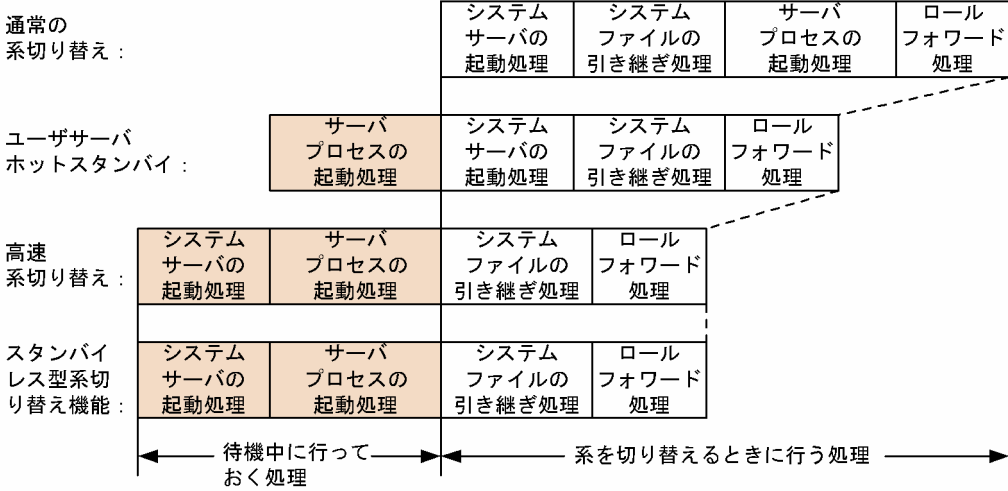 通常の
系切り替え：
システム
サーバの
起動処理
システム
ファイルの
引き継ぎ処理
サーバ
プロセスの
起動処理
ロール
フォワード
処理
ユーザサーバ
ホットスタンバイ：
サーバ
プロセスの
起動処理
システム
サーバの
起動処理
システム
ファイルの
引き継ぎ処理
ロール
フォワード
処理
高速
系切り替え：
システム
サーバの
起動処理
サーバ
プロセスの
起動処理
システム
ファイルの
引き継ぎ処理
ロール
フォワード
処理
スタンバイ
レス型系切
り替え機能：
システム
サーバの
起動処理
サーバ
プロセスの
起動処理
システム
ファイルの
引き継ぎ処理
ロール
フォワード
処理
待機中に行って
おく処理
系を切り替えるときに行う処理